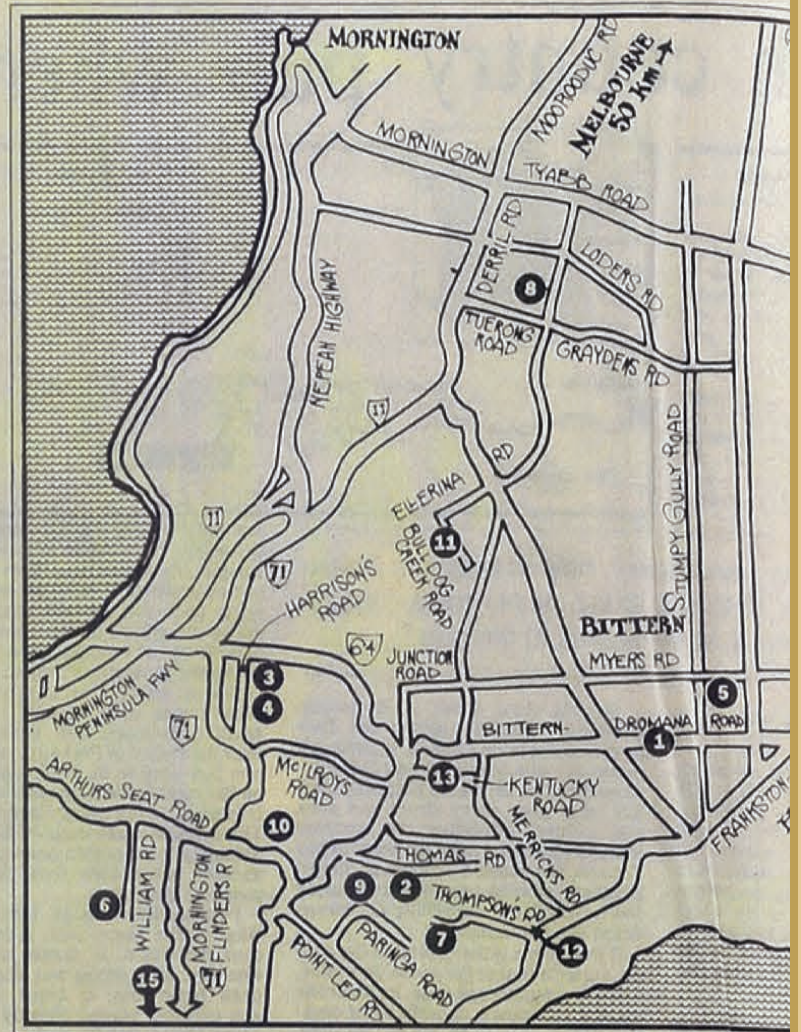 MORNINGTON
MOOROODUC RD
MELBOURNE
50 Km
MORNINGTON
TYABB ROAD
DERRIL RD
LODERS RD
8
NEPEAN HIGHWAY
TUERONG
ROAD
GRAYDENS RD
11
STUMPY GULLY ROAD
ELLERINA
RD
11
11
BULLDOG
CREEK ROAD
71
HARRISON'S
ROAD
BITTERN
64
JUNCTION
ROAD
MYERS RD
3
5
MORNINGTON
PENINSULA FWY
4
71
BITTERN-
DROMANA
ROAD
1
ARTHURS SEAT ROAD
McILROYS
ROAD
13
KENTUCKY
ROAD
FRANKSTON-
10
MERRICKS RD
THOMAS RD
WILLIAM RD
6
MORNINGTON
FLINDERS R
9
2
THOMPSON'S RD
7
12
PARINGA ROAD
POINT LEO RD
15
11